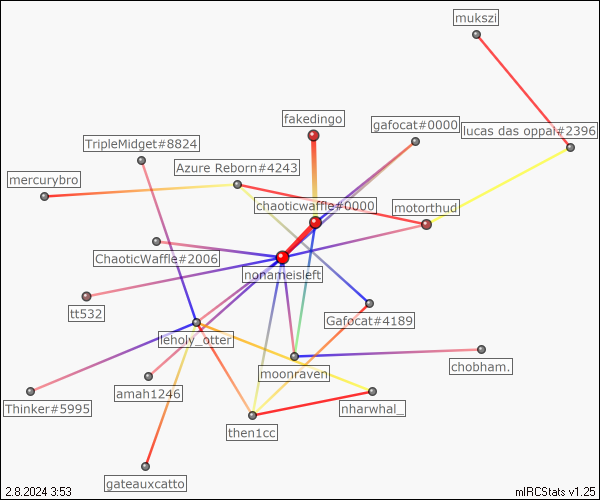 mukszi
fakedingo
gafocat#0000
lucas das oppai#2396
TripleMidget#8824
Azure Reborn#4243
mercurybro
chaoticwaffle#0000
motorthud
ChaoticWaffle#2006
nonameisleft
tt532
Gafocat#4189
leholy_otter
moonraven
chobham.
amah1246
Thinker#5995
nharwhal_
then1cc
gateauxcatto
2.8.2024 3:53
mIRCStats v1.25